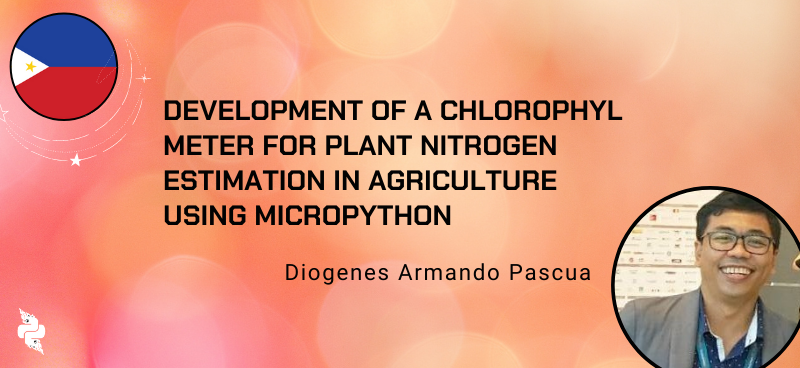 DEVELOPMENT OF A CHLOROPHYL
METER FOR PLANT NITROGEN
ESTIMATION IN AGRICULTURE
USING MICROPYTHON
Diogenes Armando Pascua